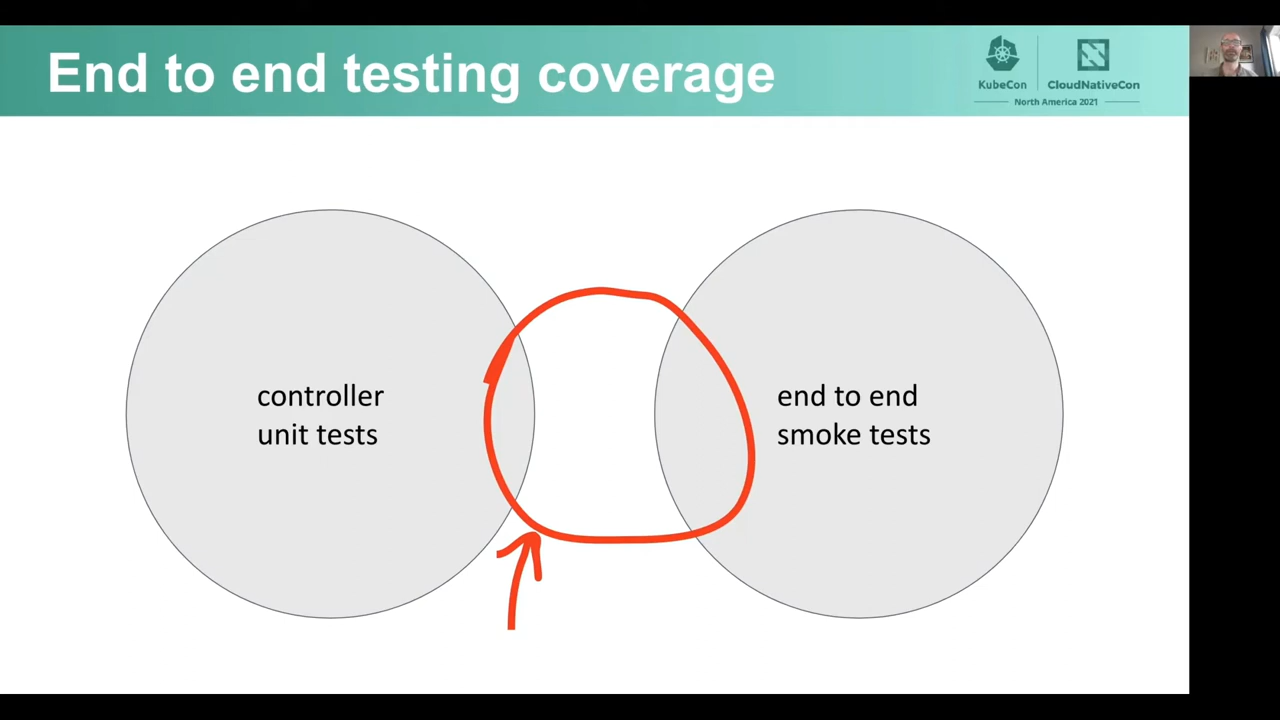 End to end testing coverage
KubeCon
CloudNativeCon
North America 2021
controller
unit tests
end to end
smoke tests